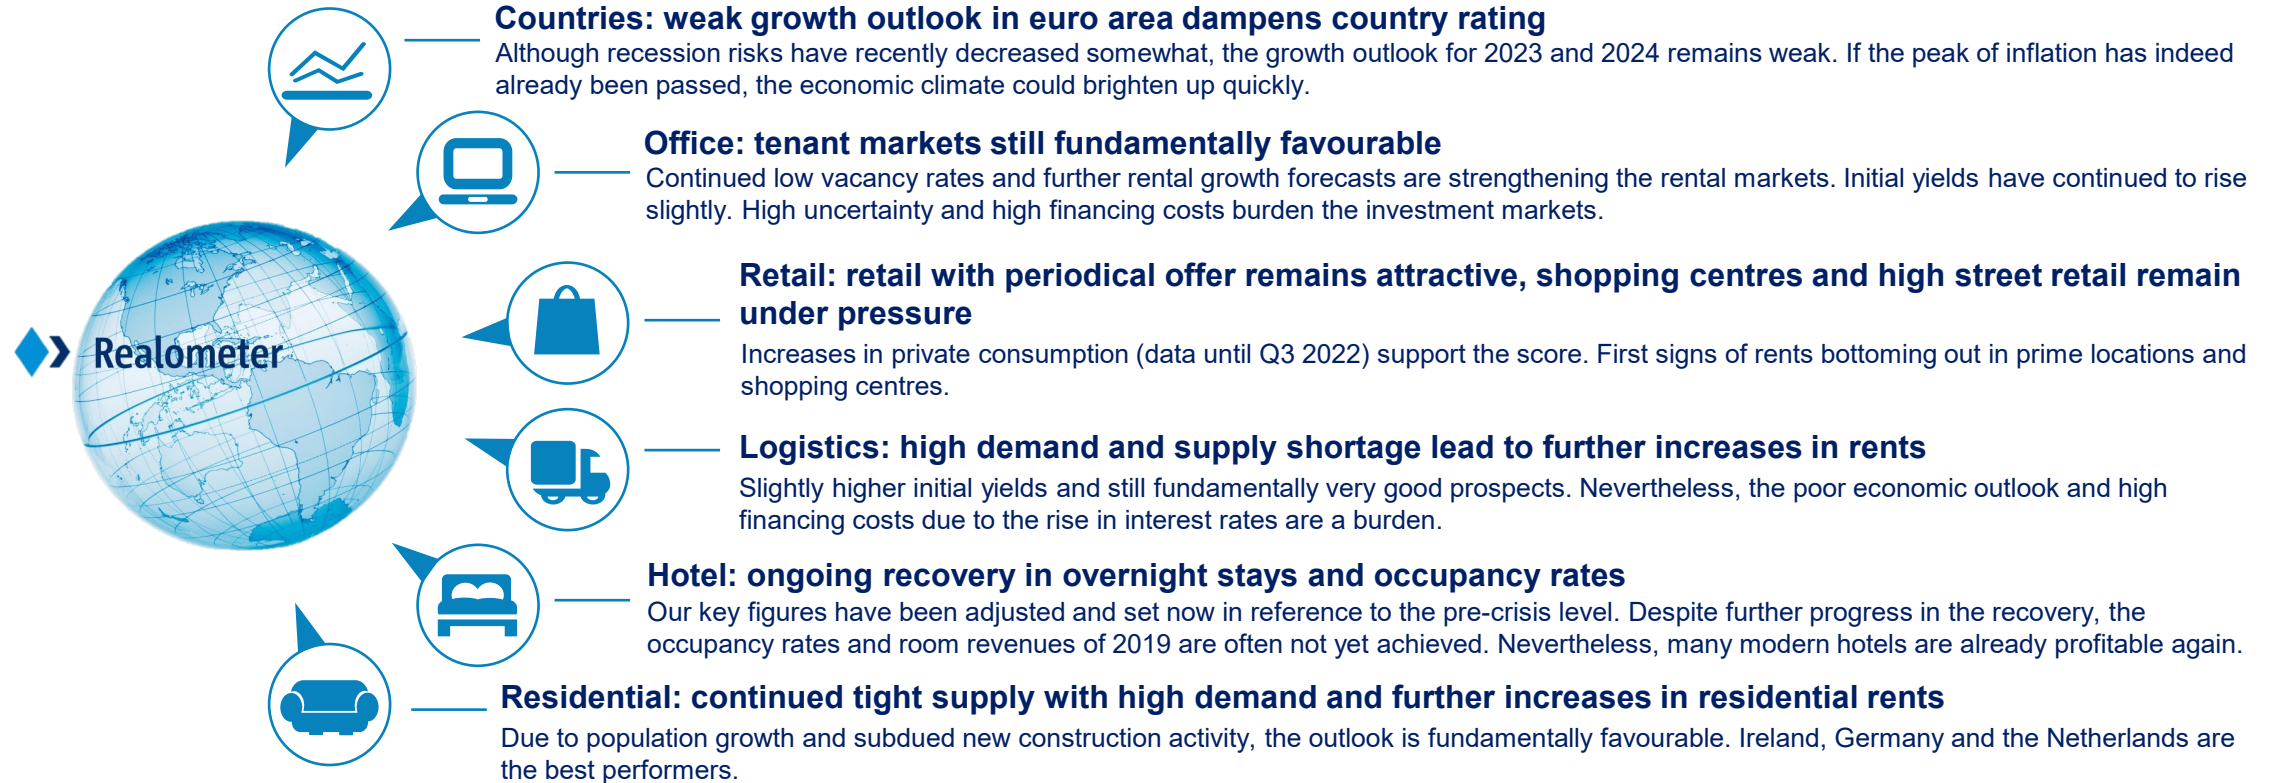 Countries: weak growth outlook in euro area dampens country rating
Although recession risks have recently decreased somewhat, the growth outlook for 2023 and 2024 remains weak. If the peak of inflation has indeed
already been passed, the economic climate could brighten up quickly.
Office: tenant markets still fundamentally favourable
Continued low vacancy rates and further rental growth forecasts are strengthening the rental markets. Initial yields have continued to rise
slightly. High uncertainty and high financing costs burden the investment markets.
Retail: retail with periodical offer remains attractive, shopping centres and high street retail remain
under pressure
Increases in private consumption (data until Q3 2022) support the score. First signs of rents bottoming out in prime locations and
shopping centres.
Realometer
Logistics: high demand and supply shortage lead to further increases in rents
Slightly higher initial yields and still fundamentally very good prospects. Nevertheless, the poor economic outlook and high
financing costs due to the rise in interest rates are a burden.
Hotel: ongoing recovery in overnight stays and occupancy rates
Our key figures have been adjusted and set now in reference to the pre-crisis level. Despite further progress in the recovery, the
occupancy rates and room revenues of 2019 are often not yet achieved. Nevertheless, many modern hotels are already profitable again.
Residential: continued tight supply with high demand and further increases in residential rents
Due to population growth and subdued new construction activity, the outlook is fundamentally favourable. Ireland, Germany and the Netherlands are
the best performers.